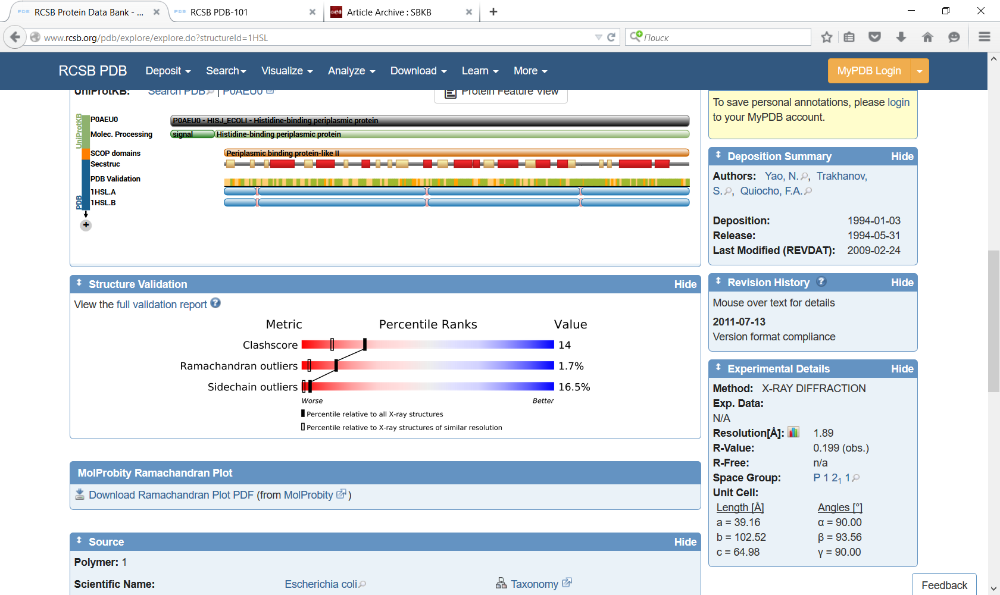 RCSB Protein Data Bank - ...
RCSB PDB-101
Article Archive : SBKB
www.rcsb.org/pdb/explore/explore.do?structureId=1HSL
Поиск
RCSB PDB
Deposit
Search
Visualize
Analyze
Download
Learn
More
MyPDB Login
UniProtKB: Search PDB | P0AEU0
Protein Feature View
UniProtKB
P0AEU0
P0AEU0 - HISJ_ECOLI - Histidine-binding periplasmic protein
Molec. Processing
signal
Histidine-binding periplasmic protein
SCOP domains
Periplasmic binding protein-like II
Secstruc
PDB Validation
PDB
1HSL.A
1HSL.B
Structure Validation
Hide
View the full validation report
Metric Percentile Ranks Value
Clashscore 14
Ramachandran outliers 1.7%
Sidechain outliers 16.5%
Worse Better
Percentile relative to all X-ray structures
Percentile relative to X-ray structures of similar resolution
MolProbity Ramachandran Plot
Download Ramachandran Plot PDF (from MolProbity )
Source
Hide
Polymer: 1
Scientific Name: Escherichia coli Taxonomy
To save personal annotations, please login
to your MyPDB account.
Deposition Summary
Hide
Authors: Yao, N. , Trakhanov,
S. , Quiocho, F.A.
Deposition: 1994-01-03
Release: 1994-05-31
Last Modified (REVDAT): 2009-02-24
Revision History
Hide
Mouse over text for details
2011-07-13
Version format compliance
Experimental Details
Hide
Method: X-RAY DIFFRACTION
Exp. Data:
N/A
Resolution[Å]: 1.89
R-Value: 0.199 (obs.)
R-Free: n/a
Space Group: P 1 2₁ 1
Unit Cell:
Length [Å] Angles [°]
a = 39.16 α = 90.00
b = 102.52 β = 93.56
c = 64.98 γ = 90.00
Feedback